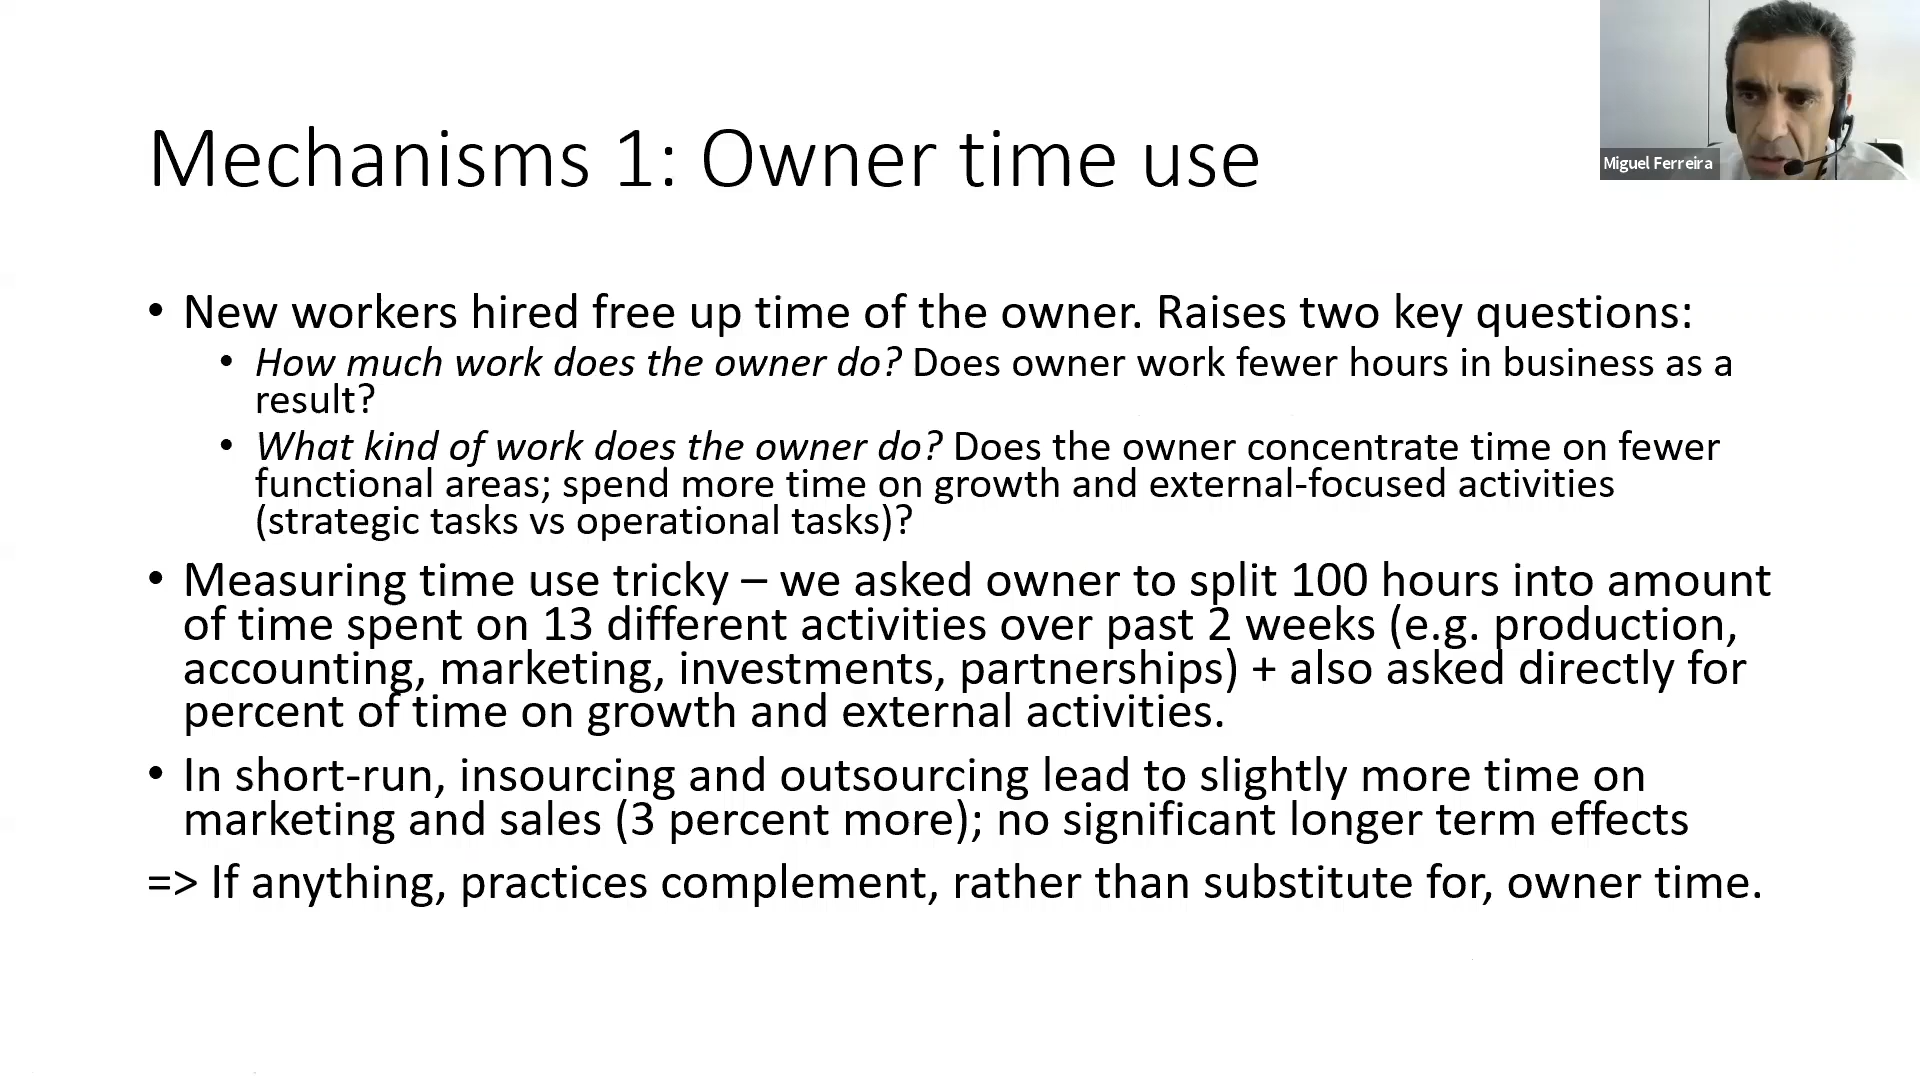 Mechanisms 1: Owner time use
Miguel Ferreira
• New workers hired free up time of the owner. Raises two key questions:
• How much work does the owner do? Does owner work fewer hours in business as a
result?
• What kind of work does the owner do? Does the owner concentrate time on fewer
functional areas; spend more time on growth and external-focused activities
(strategic tasks vs operational tasks)?
• Measuring time use tricky – we asked owner to split 100 hours into amount
of time spent on 13 different activities over past 2 weeks (e.g. production,
accounting, marketing, investments, partnerships) + also asked directly for
percent of time on growth and external activities.
• In short-run, insourcing and outsourcing lead to slightly more time on
marketing and sales (3 percent more); no significant longer term effects
=> If anything, practices complement, rather than substitute for, owner time.